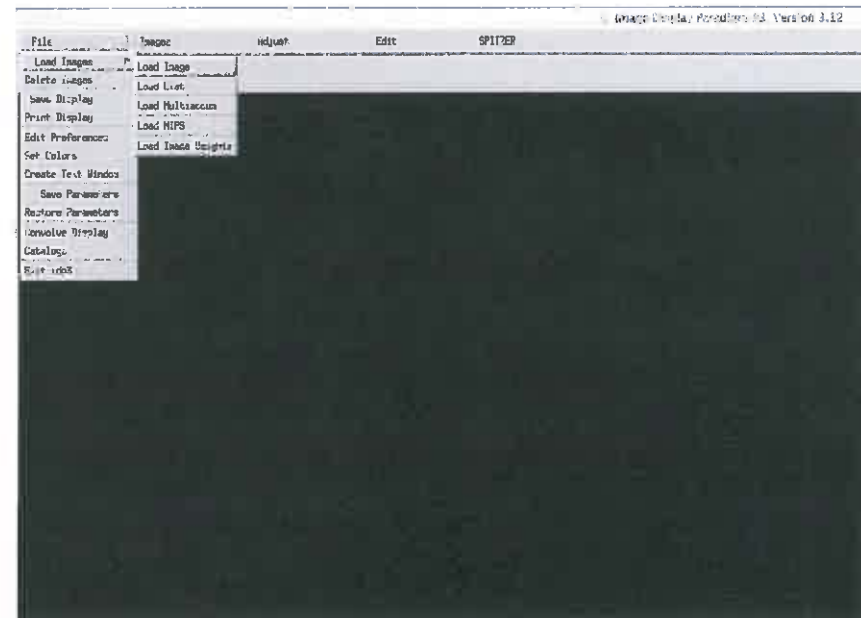 Image Display Paradigm #3, Version 3.12
File Images Adjust Edit SPITZER
Load Images
Delete Images
Save Display
Print Display
Edit Preferences
Set Colors
Create Text Window
Save Parameters
Restore Parameters
Convolve Display
Catalogs
Exit idp3
Load Image
Load List
Load Multiaccum
Load MIPS
Load Image Weights